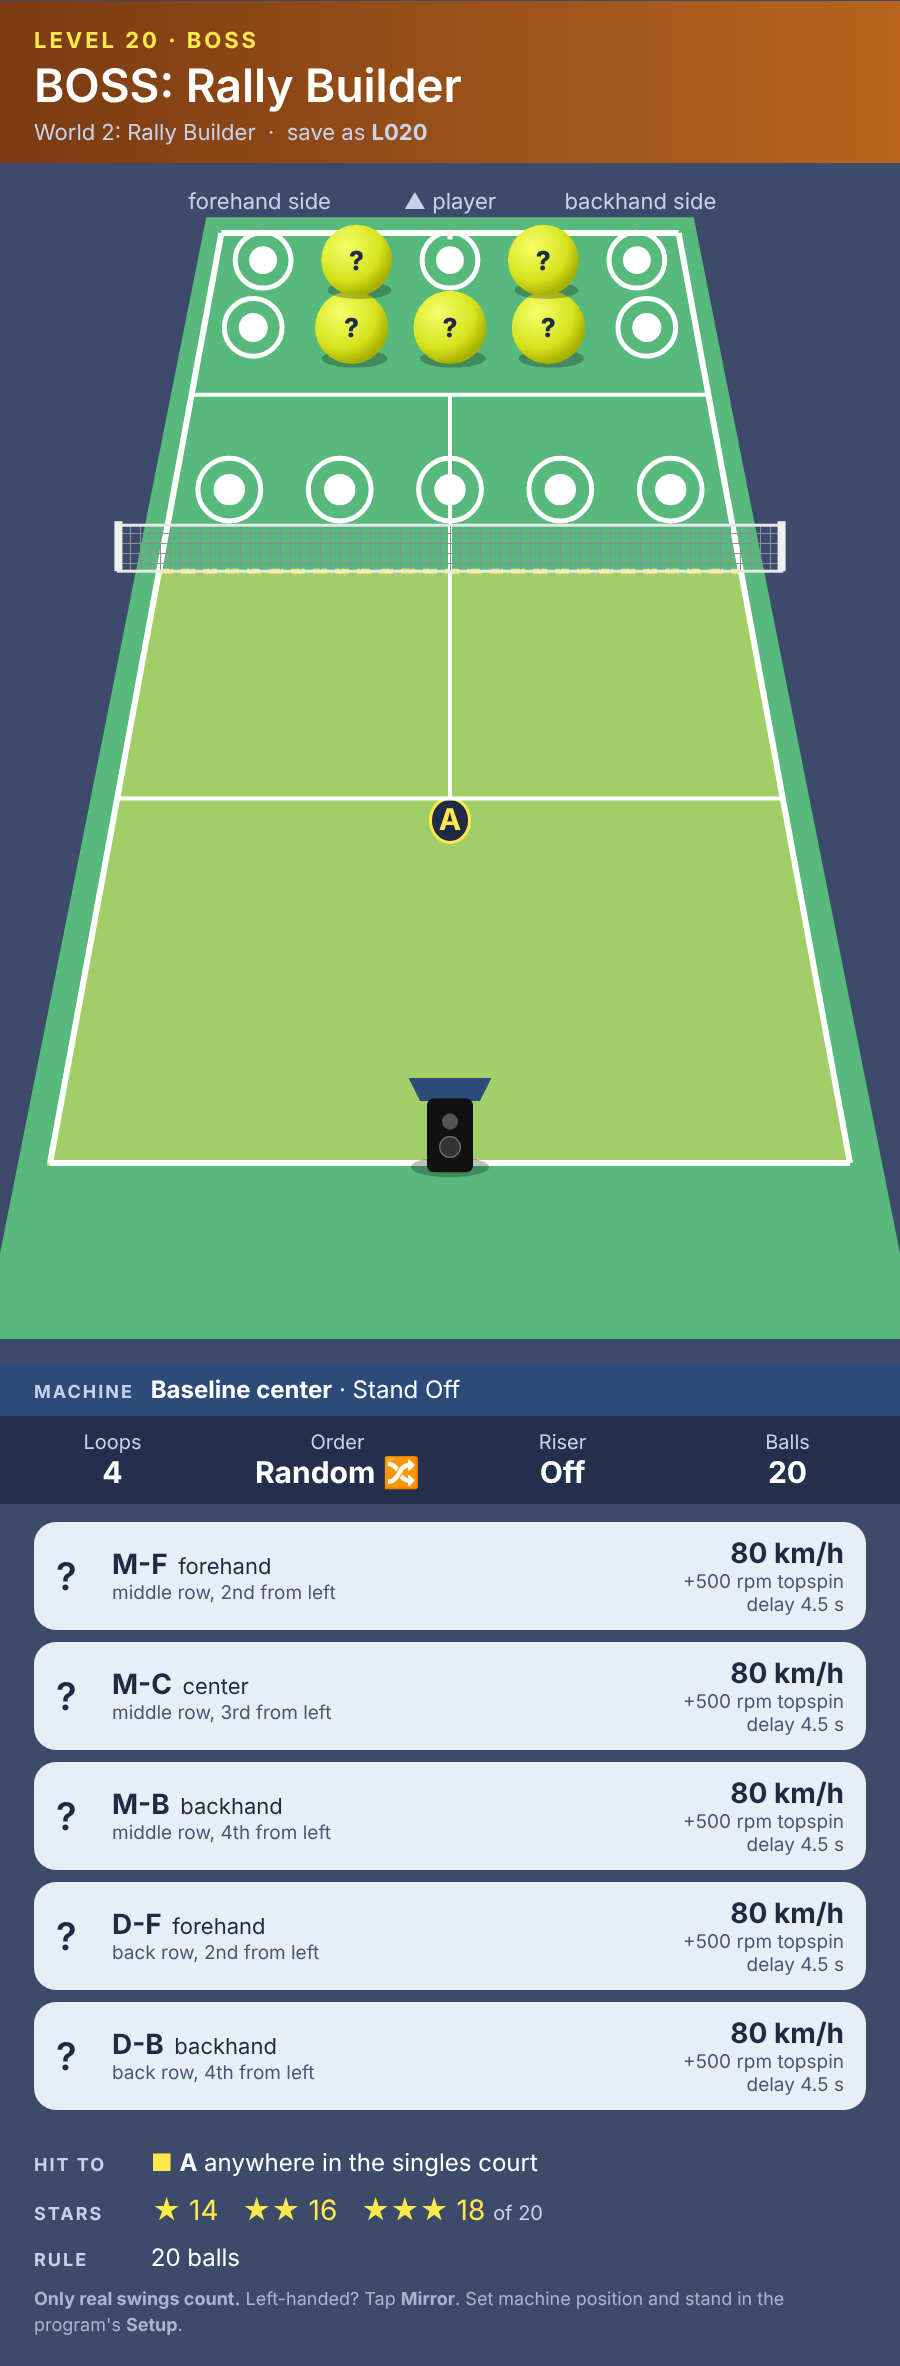 LEVEL 20 · BOSS
BOSS: Rally Builder
World 2: Rally Builder · save as L020
forehand side ▲ player backhand side
? ?
? ? ?
A
MACHINE Baseline center · Stand Off
Loops Order Riser Balls
4 Random 🔀 Off 20
? M-F forehand 80 km/h
middle row, 2nd from left +500 rpm topspin
delay 4.5 s
? M-C center 80 km/h
middle row, 3rd from left +500 rpm topspin
delay 4.5 s
? M-B backhand 80 km/h
middle row, 4th from left +500 rpm topspin
delay 4.5 s
? D-F forehand 80 km/h
back row, 2nd from left +500 rpm topspin
delay 4.5 s
? D-B backhand 80 km/h
back row, 4th from left +500 rpm topspin
delay 4.5 s
HIT TO ■ A anywhere in the singles court
STARS ★ 14 ★★ 16 ★★★ 18 of 20
RULE 20 balls
Only real swings count. Left-handed? Tap Mirror. Set machine position and stand in the
program's Setup.